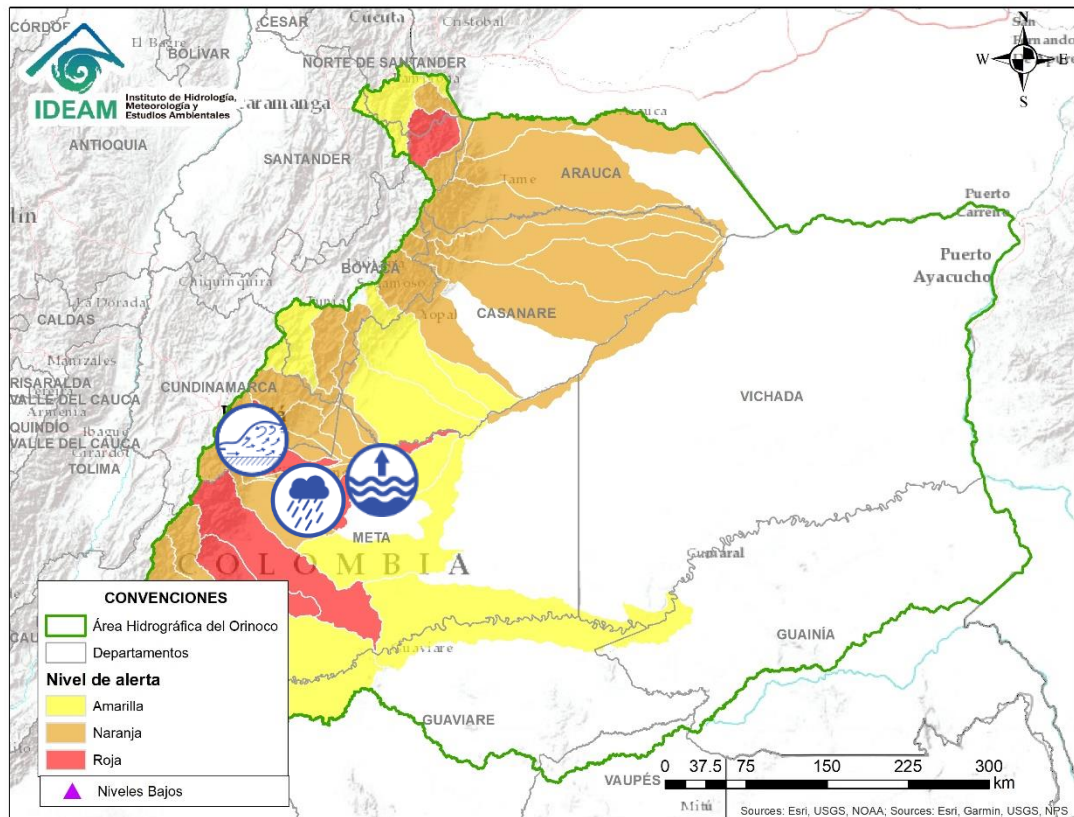 IDEAM
Instituto de Hidrología,
Meteorología y
Estudios Ambientales
CÓRDO
CESAR
Cucuta
Cristobal
San
Fernando
El Bagre
BOLÍVAR
NORTE DE SANTANDER
N
W
E
S
aramanga
Arauca
ANTIOQUIA
SANTANDER
Tame
ARAUCA
Puerto
Carreño
Puerto
Ayacucho
BOYACÁ
Chiquinquira
La Dorada
Tunja
Yopal
CASANARE
CALDAS
Manizales
VICHADA
RISARALDA
CUNDINAMARCA
VALLE DEL CAUCA
Armenia
QUINDÍO
Ibague
VALLE DEL CAUCA
Girardot
TOLIMA
META
COLOMBIA
GUAINÍA
GUAVIARE
VAUPÉS
Mitú
CONVENCIONES
Área Hidrográfica del Orinoco
Departamentos
Nivel de alerta
Amarilla
Naranja
Roja
Niveles Bajos
0 37.5 75 150 225 300
km
Sources: Esri, USGS, NOAA; Sources: Esri, Garmin, USGS, NPS